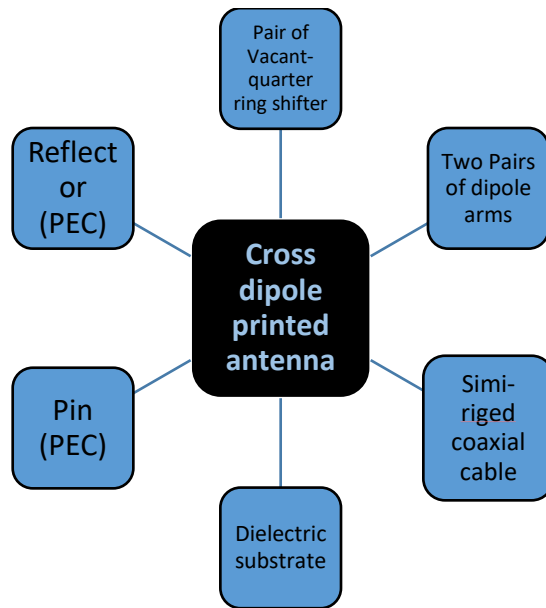 Pair of
Vacant-
quarter
ring shifter
Reflect
or
(PEC)
Two Pairs
of dipole
arms
Cross
dipole
printed
antenna
Pin
(PEC)
Simi-
riged
coaxial
cable
Dielectric
substrate